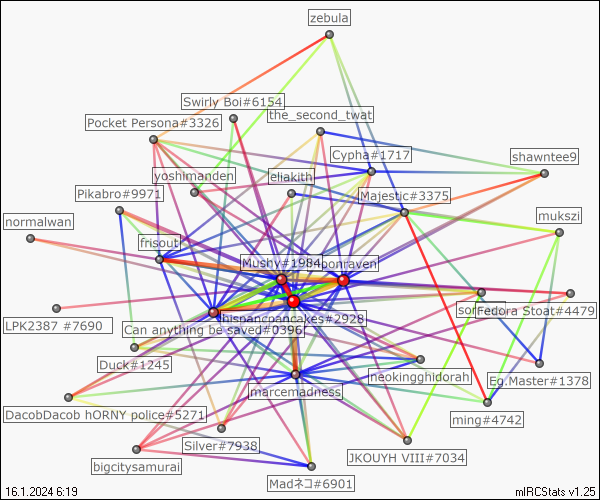 zebula
Swirly Boi#6154
the_second_twat
Pocket Persona#3326
Cypha#1717
shawntee9
yoshimanden
eliakith
Pikabro#9971
Majestic#3375
normalwan
mukszi
frisout
Mushy#1984
bonraven
thispancpancakes#2928
Fedora Stoat#4479
LPK2387 #7690
Can anything be saved#0396
Duck#1245
neokingghidorah
Eg.Master#1378
marcemadness
DacobDacob hORNY police#5271
ming#4742
Silver#7938
JKOUYH VIII#7034
bigcitysamurai
Madネコ#6901
16.1.2024 6:19
mIRCStats v1.25